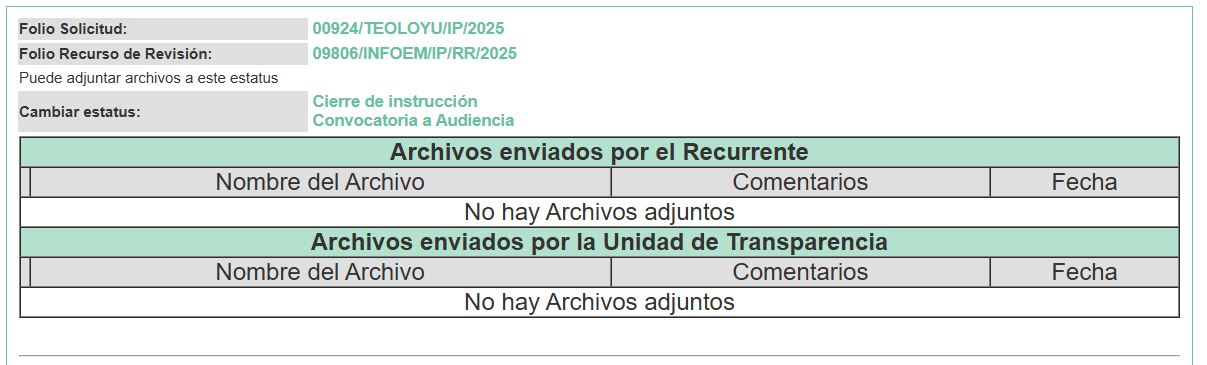 Folio Solicitud: 00924/TEOLOYU/IP/2025
Folio Recurso de Revisión: 09806/INFOEM/IP/RR/2025
Puede adjuntar archivos a este estatus
Cambiar estatus: Cierre de instrucción
Convocatoria a Audiencia
Archivos enviados por el Recurrente
Nombre del Archivo Comentarios Fecha
No hay Archivos adjuntos
Archivos enviados por la Unidad de Transparencia
Nombre del Archivo Comentarios Fecha
No hay Archivos adjuntos